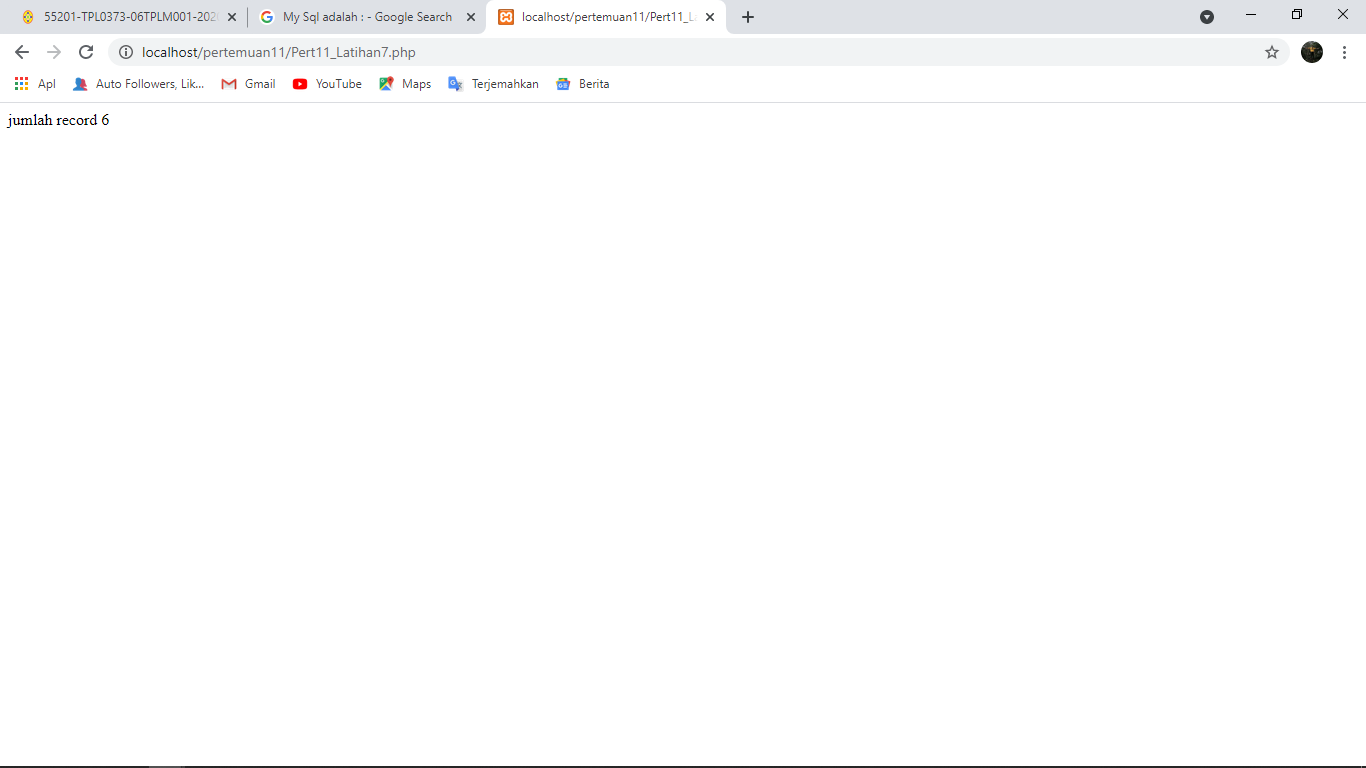 55201-TPL0373-06TPLM001-202
My Sql adalah : - Google Search
localhost/pertemuan11/Pert11_L
localhost/pertemuan11/Pert11_Latihan7.php
Apl
Auto Followers, Lik...
Gmail
YouTube
Maps
Terjemahkan
Berita
jumlah record 6